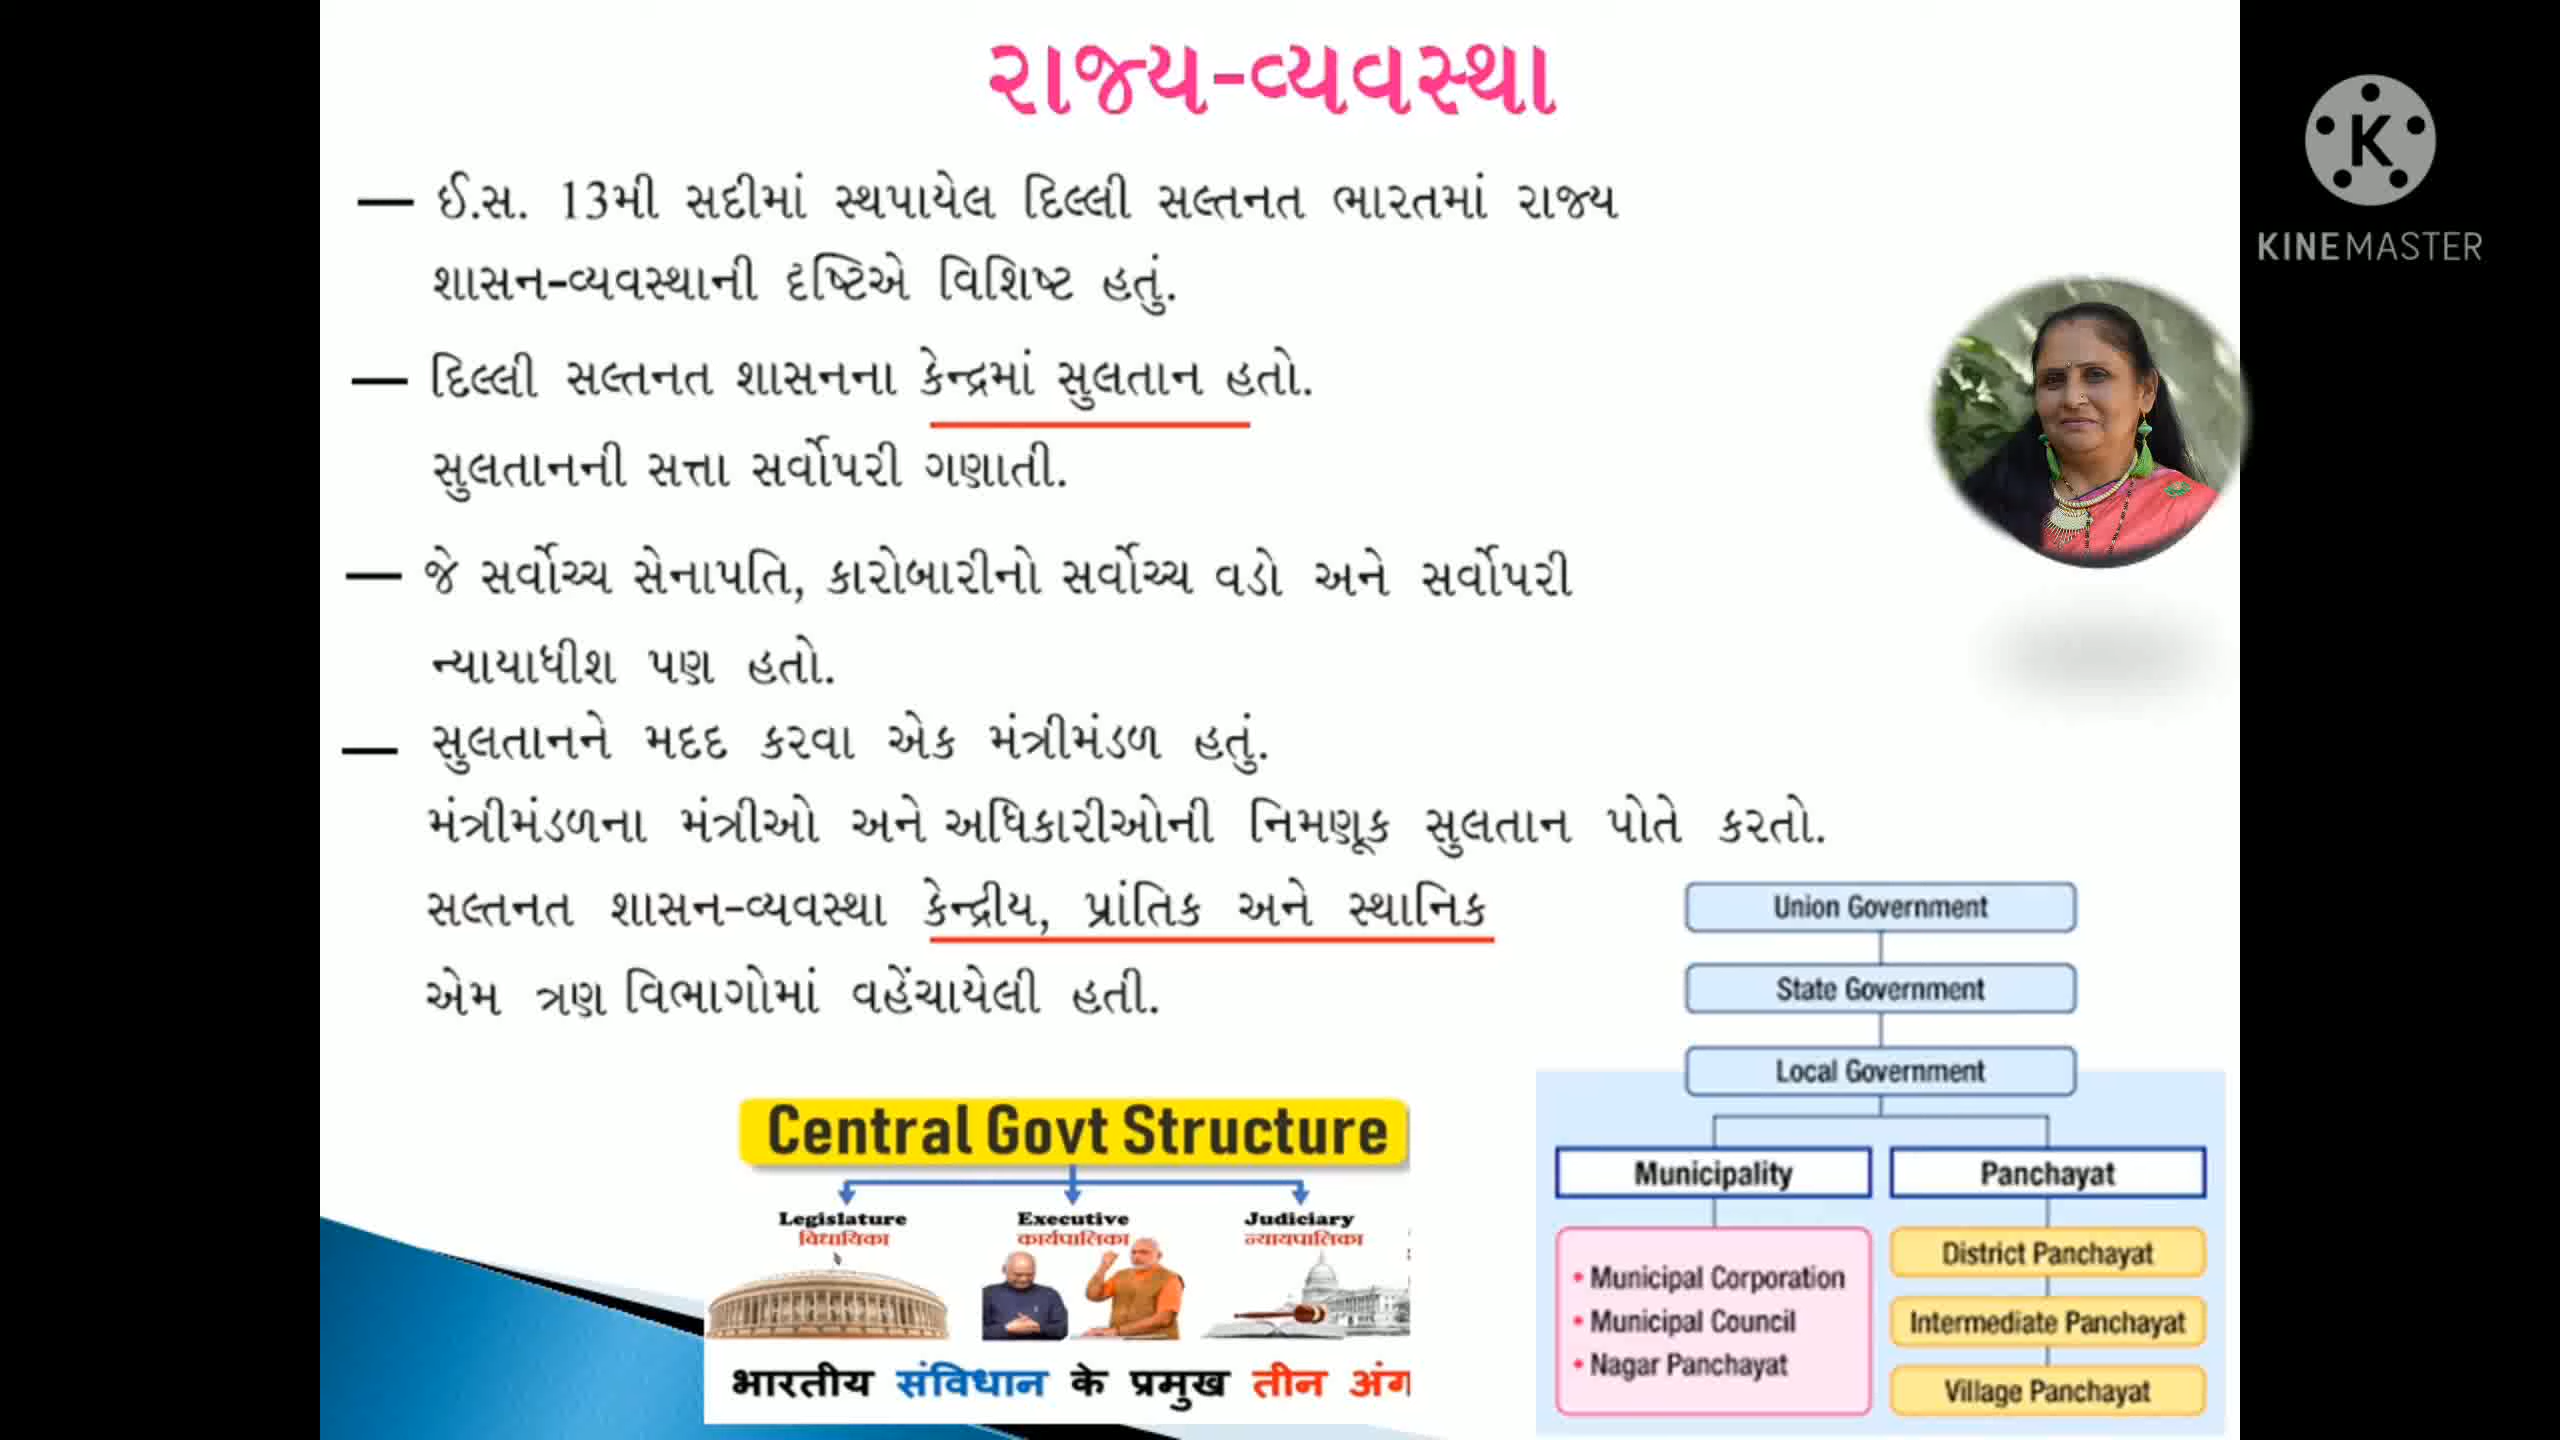 રાજ્ય-વ્યવસ્થા
— ઈ.સ. 13મી સદીમાં સ્થપાયેલ દિલ્લી સલ્તનત ભારતમાં રાજ્ય
શાસન-વ્યવસ્થાની દૃષ્ટિએ વિશિષ્ટ હતું.
— દિલ્લી સલ્તનત શાસનના કેન્દ્રમાં સુલતાન હતો.
સુલતાનની સત્તા સર્વોપરી ગણાતી.
— જે સર્વોચ્ચ સેનાપતિ, કારોબારીનો સર્વોચ્ચ વડો અને સર્વોપરી
ન્યાયાધીશ પણ હતો.
— સુલતાનને મદદ કરવા એક મંત્રીમંડળ હતું.
મંત્રીમંડળના મંત્રીઓ અને અધિકારીઓની નિમણૂક સુલતાન પોતે કરતો.
સલ્તનત શાસન-વ્યવસ્થા કેન્દ્રીય, પ્રાંતિક અને સ્થાનિક
એમ ત્રણ વિભાગોમાં વહેંચાયેલી હતી.
Central Govt Structure
Legislature Executive Judiciary
विधायिका कार्यपालिका न्यायपालिका
भारतीय संविधान के प्रमुख तीन अंग
Union Government
State Government
Local Government
Municipality Panchayat
• Municipal Corporation
• Municipal Council
• Nagar Panchayat
District Panchayat
Intermediate Panchayat
Village Panchayat
K
KINEMASTER